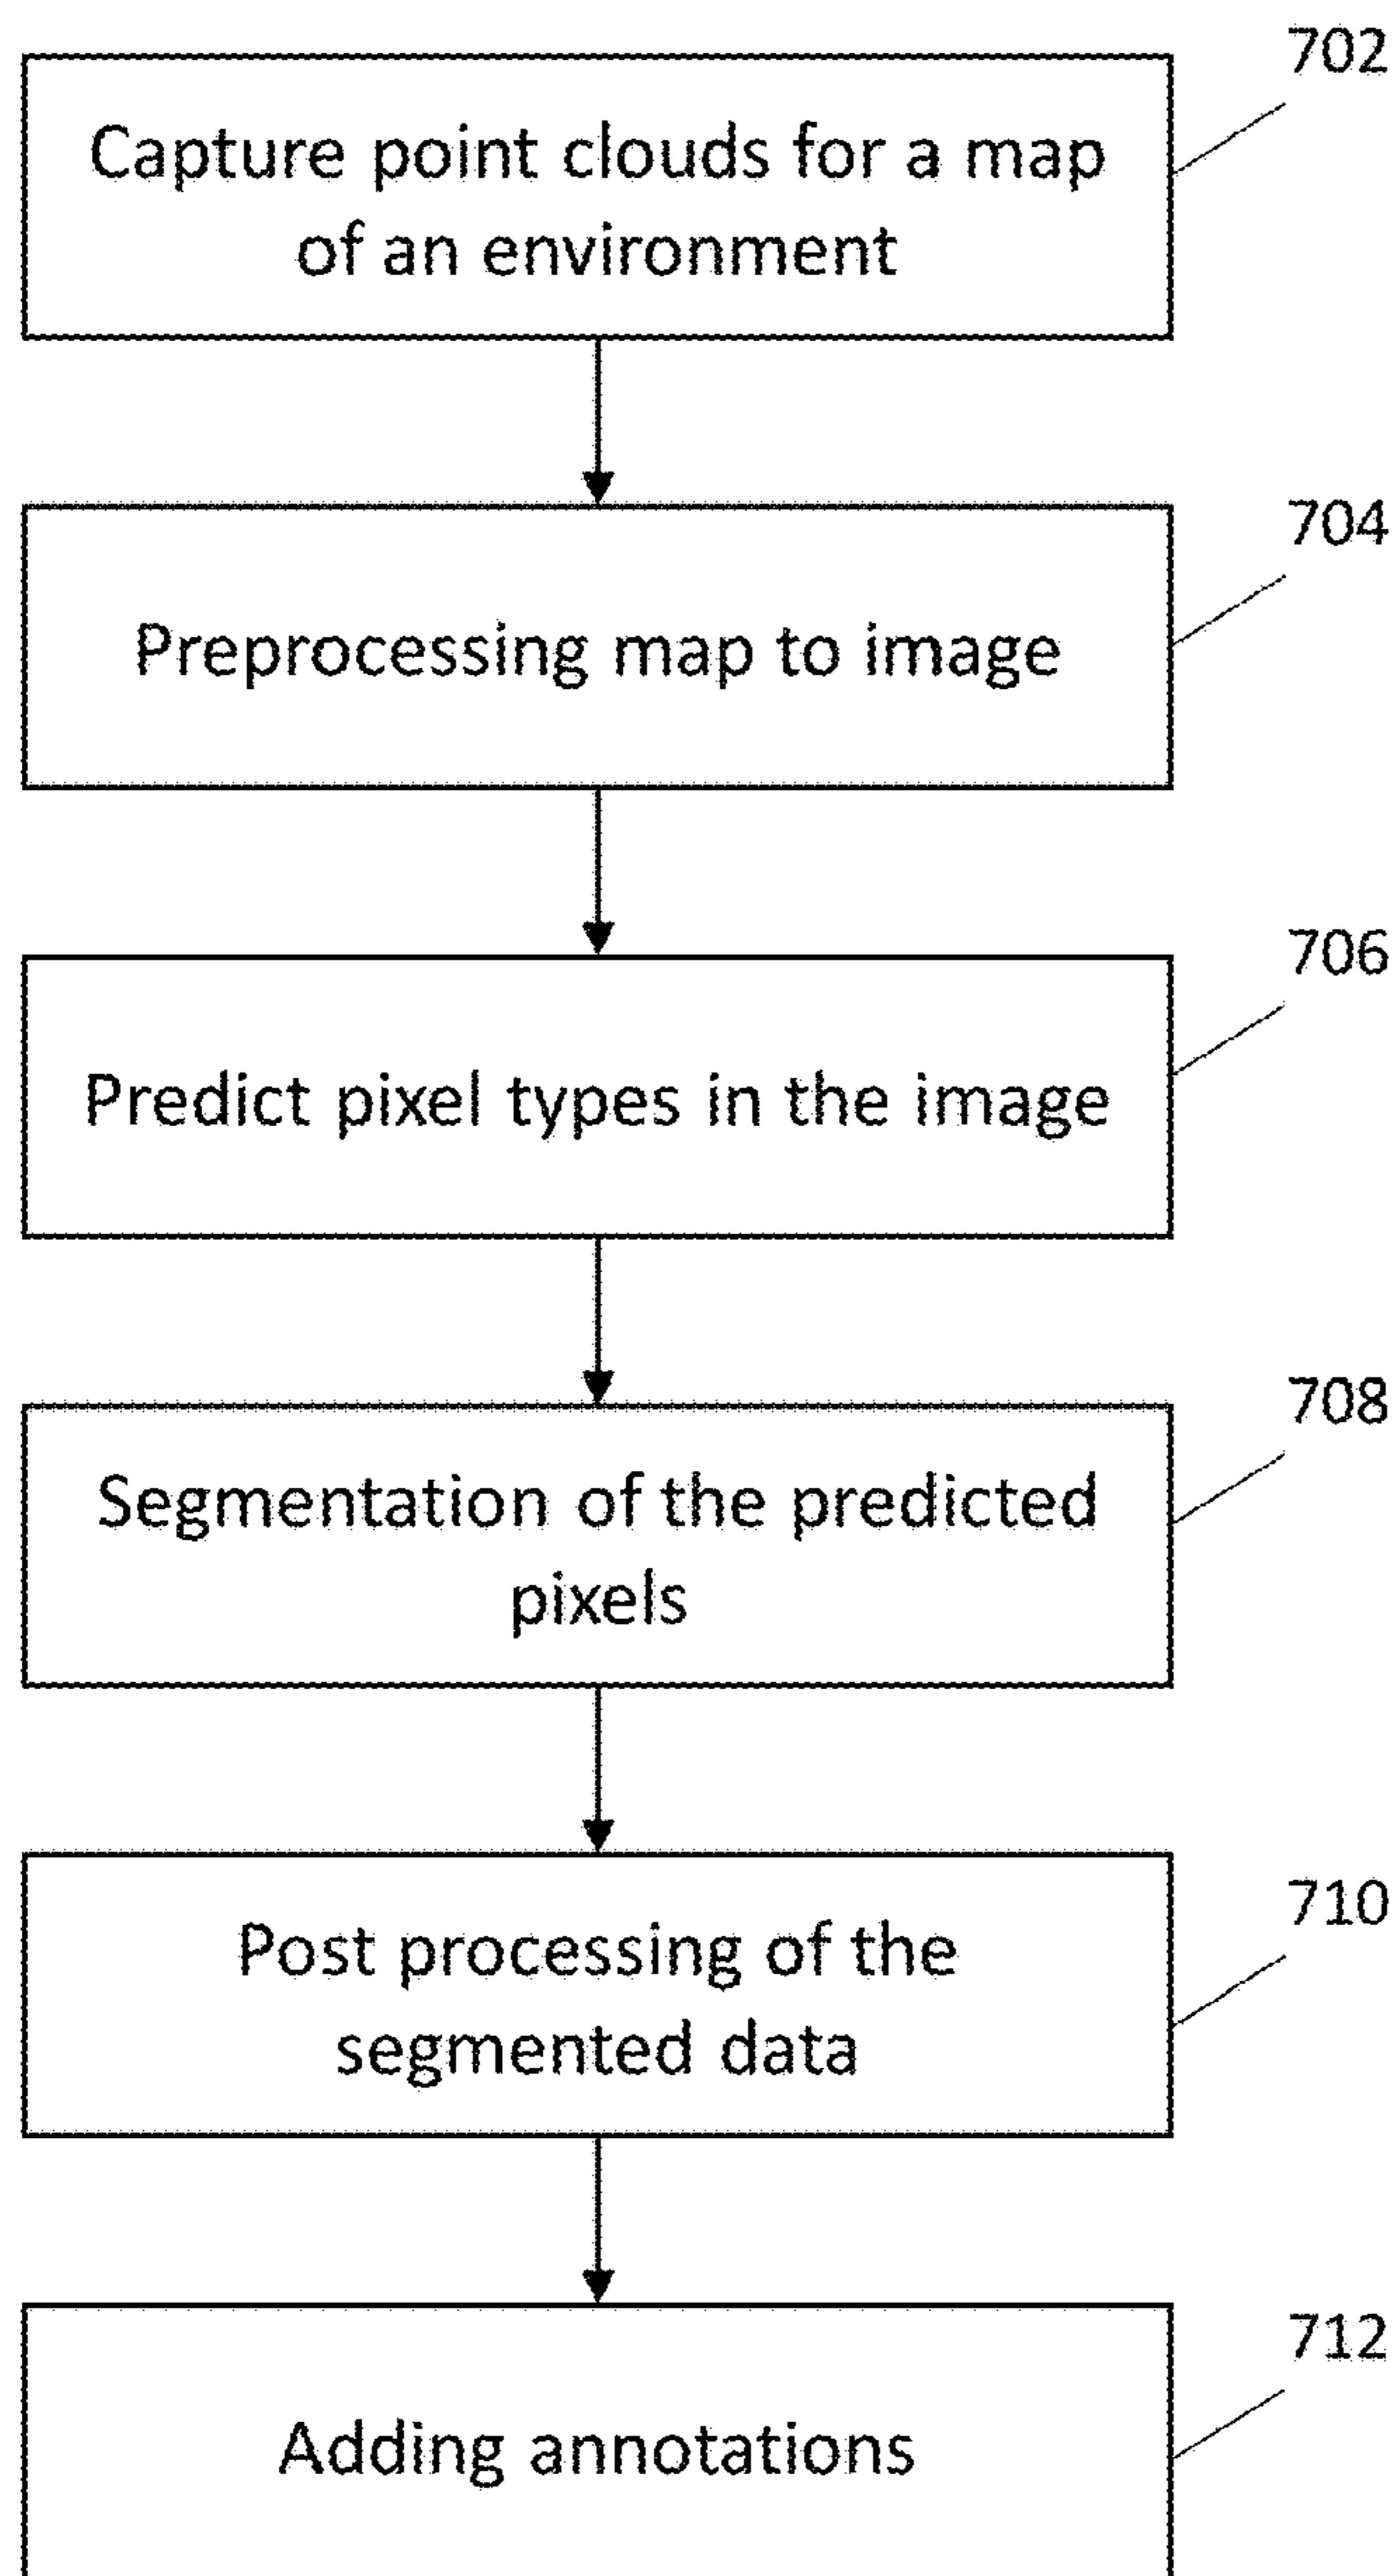 702
Capture point clouds for a map
of an environment
704
Preprocessing map to image
706
Predict pixel types in the image
708
Segmentation of the predicted
pixels
710
Post processing of the
segmented data
712
Adding annotations